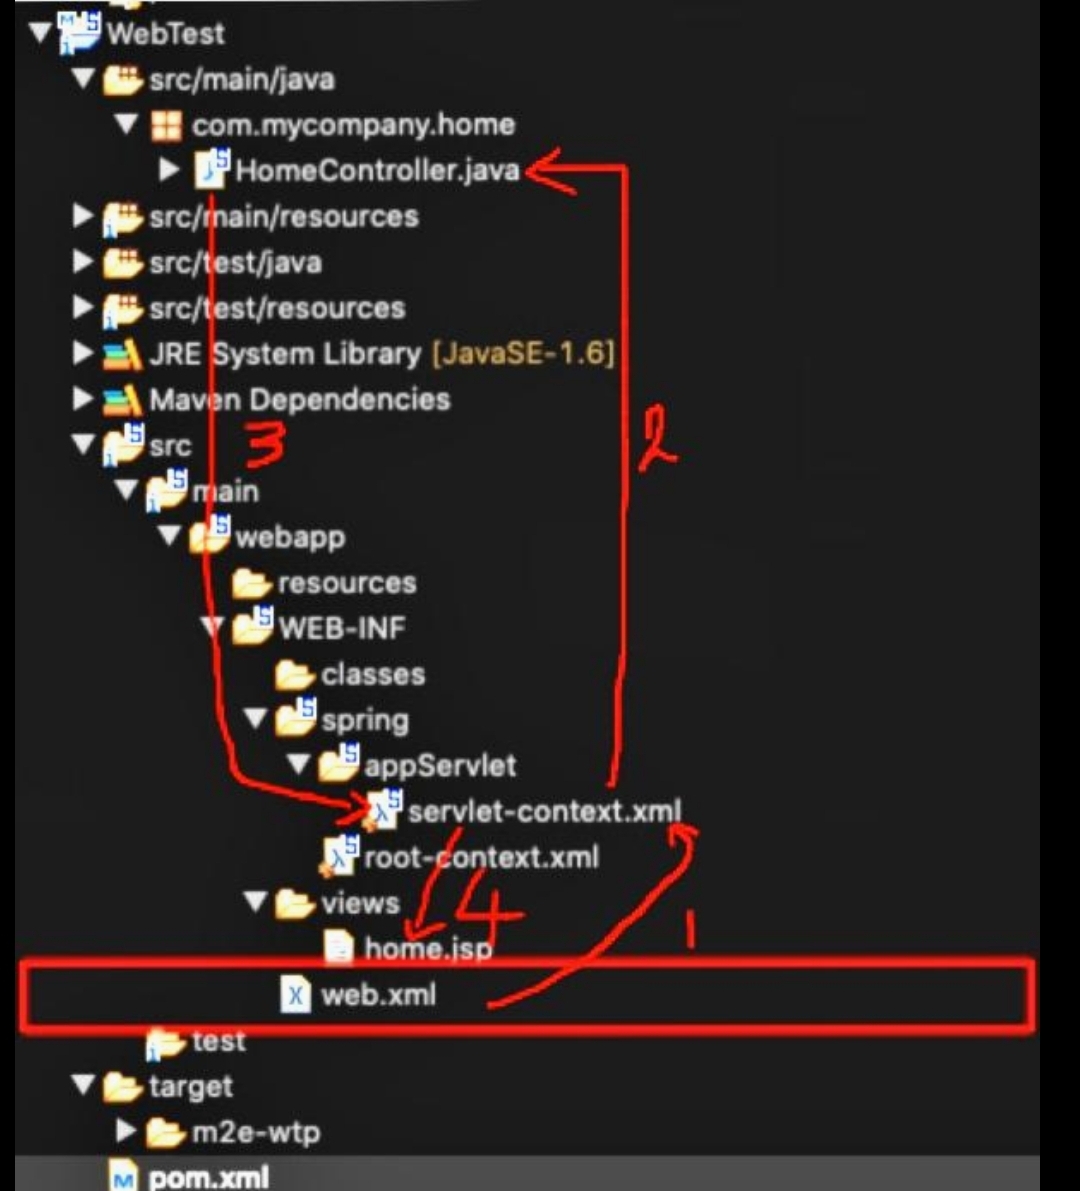 WebTest
src/main/java
com.mycompany.home
HomeController.java
src/main/resources
src/test/java
src/test/resources
JRE System Library [JavaSE-1.6]
Maven Dependencies
src
3
2
main
webapp
resources
WEB-INF
classes
spring
appServlet
servlet-context.xml
root-context.xml
views
4
1
home.jsp
web.xml
test
target
m2e-wtp
pom.xml